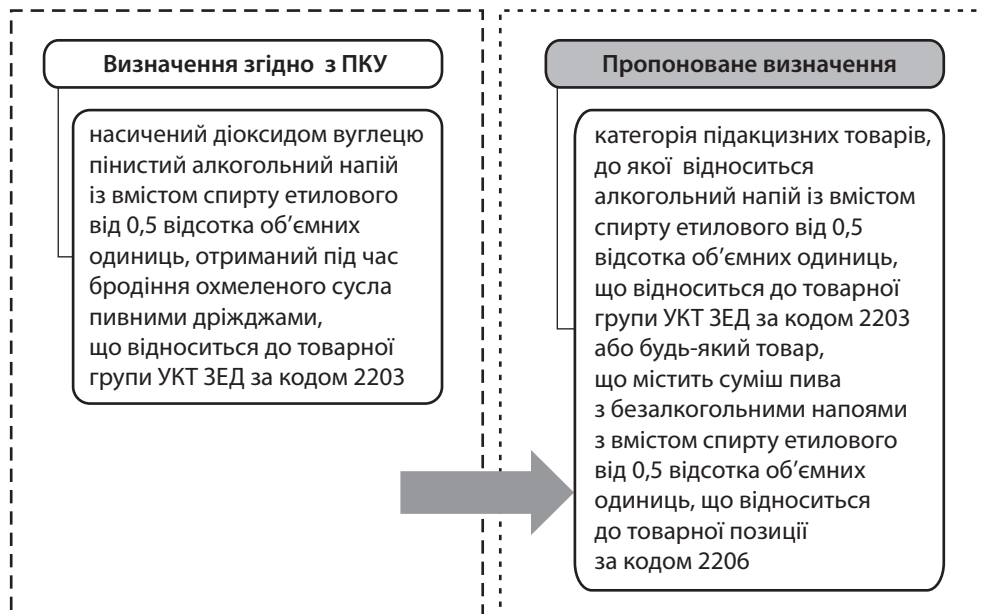 Визначення згідно з ПКУ
насичений діоксидом вуглецю
пінистий алкогольний напій
із вмістом спирту етилового
від 0,5 відсотка об’ємних
одиниць, отриманий під час
бродіння охмеленого сусла
пивними дріжджами,
що відноситься до товарної
групи УКТ ЗЕД за кодом 2203
Пропоноване визначення
категорія підакцизних товарів,
до якої відноситься
алкогольний напій із вмістом
спирту етилового від 0,5
відсотка об’ємних одиниць,
що відноситься до товарної
групи УКТ ЗЕД за кодом 2203
або будь-який товар,
що містить суміш пива
з безалкогольними напоями
з вмістом спирту етилового
від 0,5 відсотка об’ємних
одиниць, що відноситься
до товарної позиції
за кодом 2206